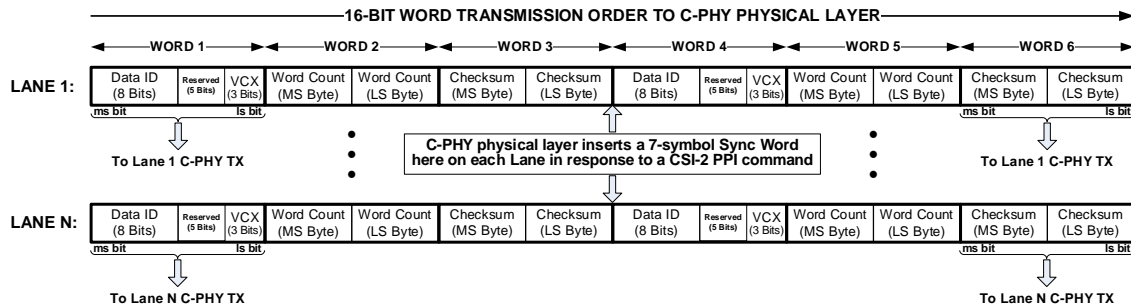 16-BIT WORD TRANSMISSION ORDER TO C-PHY PHYSICAL LAYER
WORD 1 WORD 2 WORD 3 WORD 4 WORD 5 WORD 6
LANE 1: Data ID (8 Bits) Reserved (5 Bits) VCX (3 Bits) Word Count (MS Byte) Word Count (LS Byte) Checksum (MS Byte) Checksum (LS Byte) Data ID (8 Bits) Reserved (5 Bits) VCX (3 Bits) Word Count (MS Byte) Word Count (LS Byte) Checksum (MS Byte) Checksum (LS Byte)
ms bit ls bit ms bit ls bit
C-PHY physical layer inserts a 7-symbol Sync Word
here on each Lane in response to a CSI-2 PPI command
To Lane 1 C-PHY TX To Lane 1 C-PHY TX
LANE N: Data ID (8 Bits) Reserved (5 Bits) VCX (3 Bits) Word Count (MS Byte) Word Count (LS Byte) Checksum (MS Byte) Checksum (LS Byte) Data ID (8 Bits) Reserved (5 Bits) VCX (3 Bits) Word Count (MS Byte) Word Count (LS Byte) Checksum (MS Byte) Checksum (LS Byte)
ms bit ls bit ms bit ls bit
To Lane N C-PHY TX To Lane N C-PHY TX